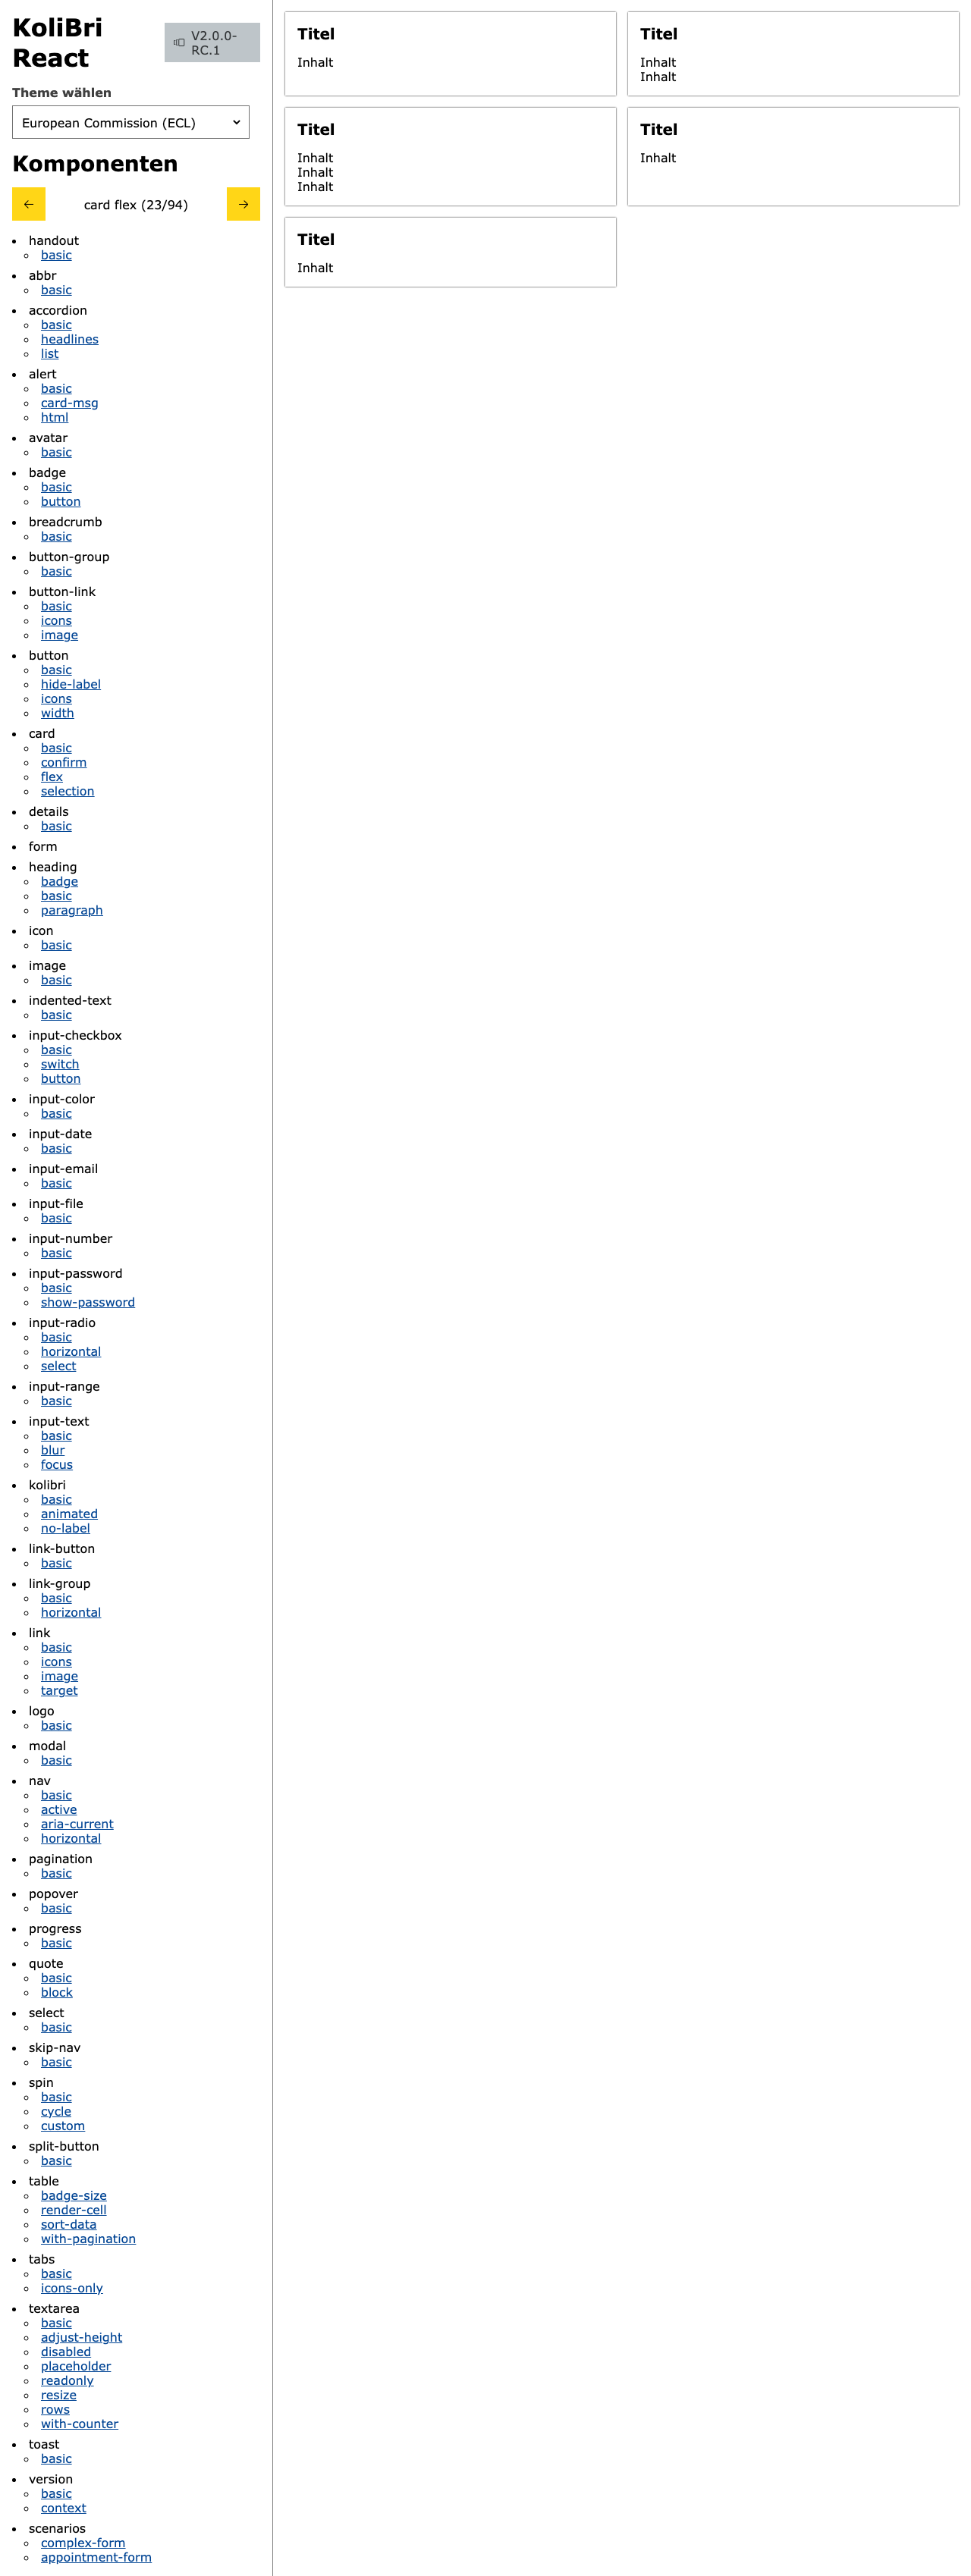 KoliBri
React
V2.0.0-
RC.1
Theme wählen
European Commission (ECL)
Komponenten
card flex (23/94)
handout
basic
abbr
basic
accordion
basic
headlines
list
alert
basic
card-msg
html
avatar
basic
badge
basic
button
breadcrumb
basic
button-group
basic
button-link
basic
icons
image
button
basic
hide-label
icons
width
card
basic
confirm
flex
selection
details
basic
form
heading
badge
basic
paragraph
icon
basic
image
basic
indented-text
basic
input-checkbox
basic
switch
button
input-color
basic
input-date
basic
input-email
basic
input-file
basic
input-number
basic
input-password
basic
show-password
input-radio
basic
horizontal
select
input-range
basic
input-text
basic
blur
focus
kolibri
basic
animated
no-label
link-button
basic
link-group
basic
horizontal
link
basic
icons
image
target
logo
basic
modal
basic
nav
basic
active
aria-current
horizontal
pagination
basic
popover
basic
progress
basic
quote
basic
block
select
basic
skip-nav
basic
spin
basic
cycle
custom
split-button
basic
table
badge-size
render-cell
sort-data
with-pagination
tabs
basic
icons-only
textarea
basic
adjust-height
disabled
placeholder
readonly
resize
rows
with-counter
toast
basic
version
basic
context
scenarios
complex-form
appointment-form
Titel
Inhalt
Titel
Inhalt
Inhalt
Titel
Inhalt
Inhalt
Inhalt
Titel
Inhalt
Titel
Inhalt